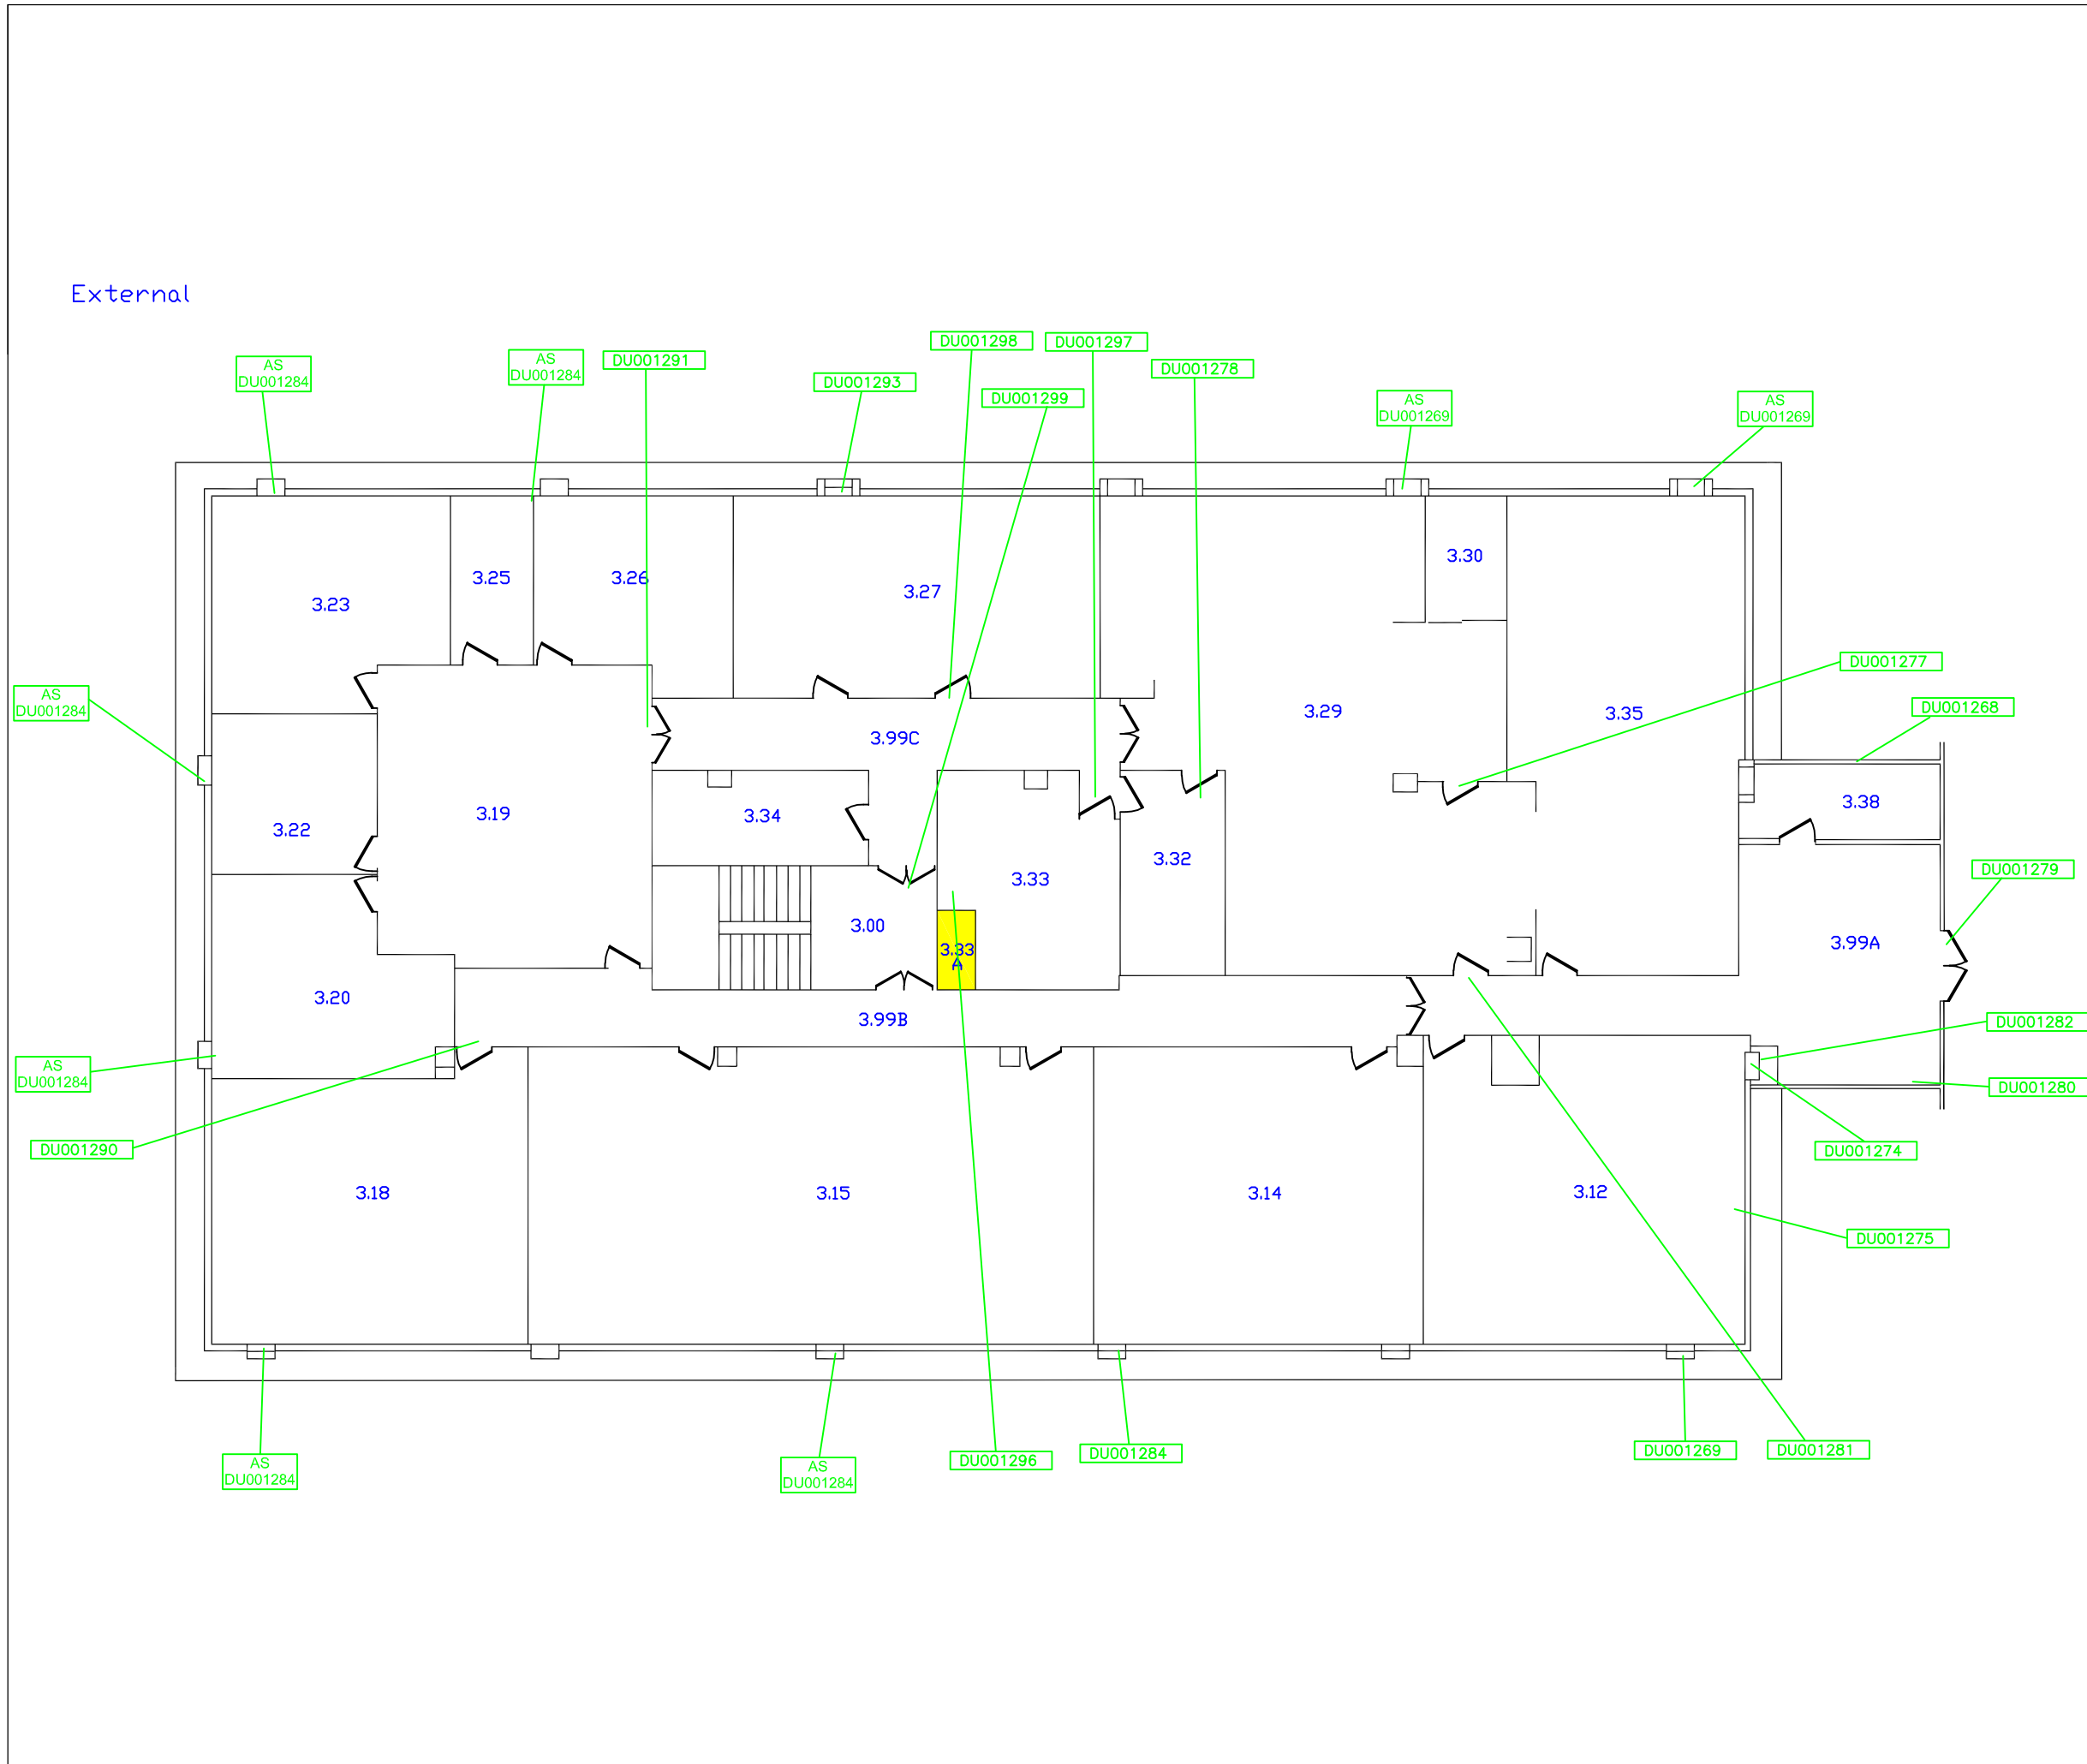 External
DU001298
DU001297
AS
DU001284
AS
DU001284
DU001291
DU001278
DU001293
DU001299
AS
DU001269
AS
DU001269
3.30
3.25
3.26
3.27
3.23
DU001277
AS
DU001284
DU001268
3.29
3.35
3.99C
3.38
3.19
3.34
3.22
3.32
DU001279
3.33
3.00
3.33
A
3.99A
3.20
3.99B
DU001282
AS
DU001284
DU001280
DU001290
DU001274
3.18
3.15
3.14
3.12
DU001275
DU001284
DU001269
DU001281
DU001296
AS
DU001284
AS
DU001284